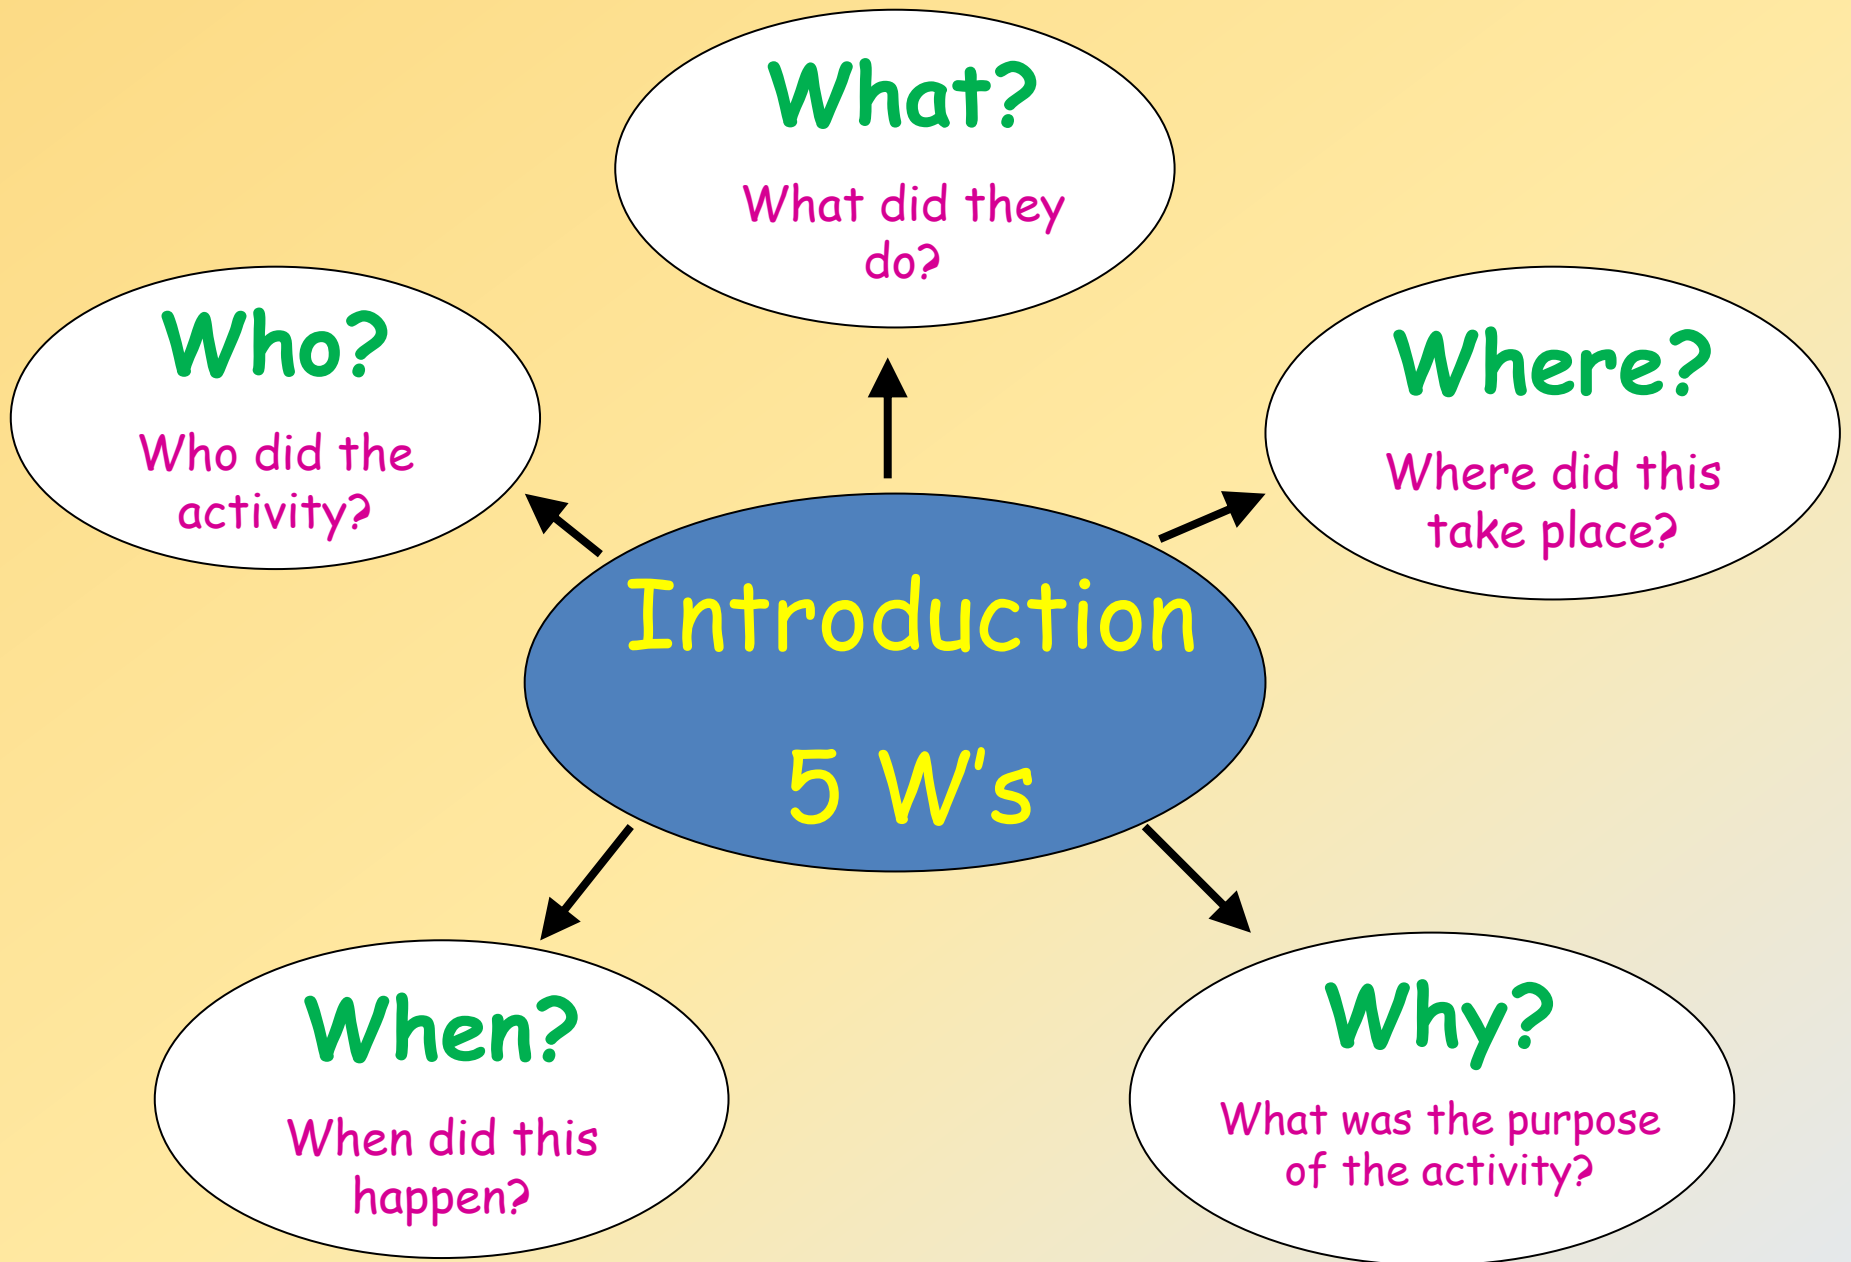 What?
What did they
do?
Who?
Who did the
activity?
Where?
Where did this
take place?
Introduction
5 W's
When?
When did this
happen?
Why?
What was the purpose
of the activity?